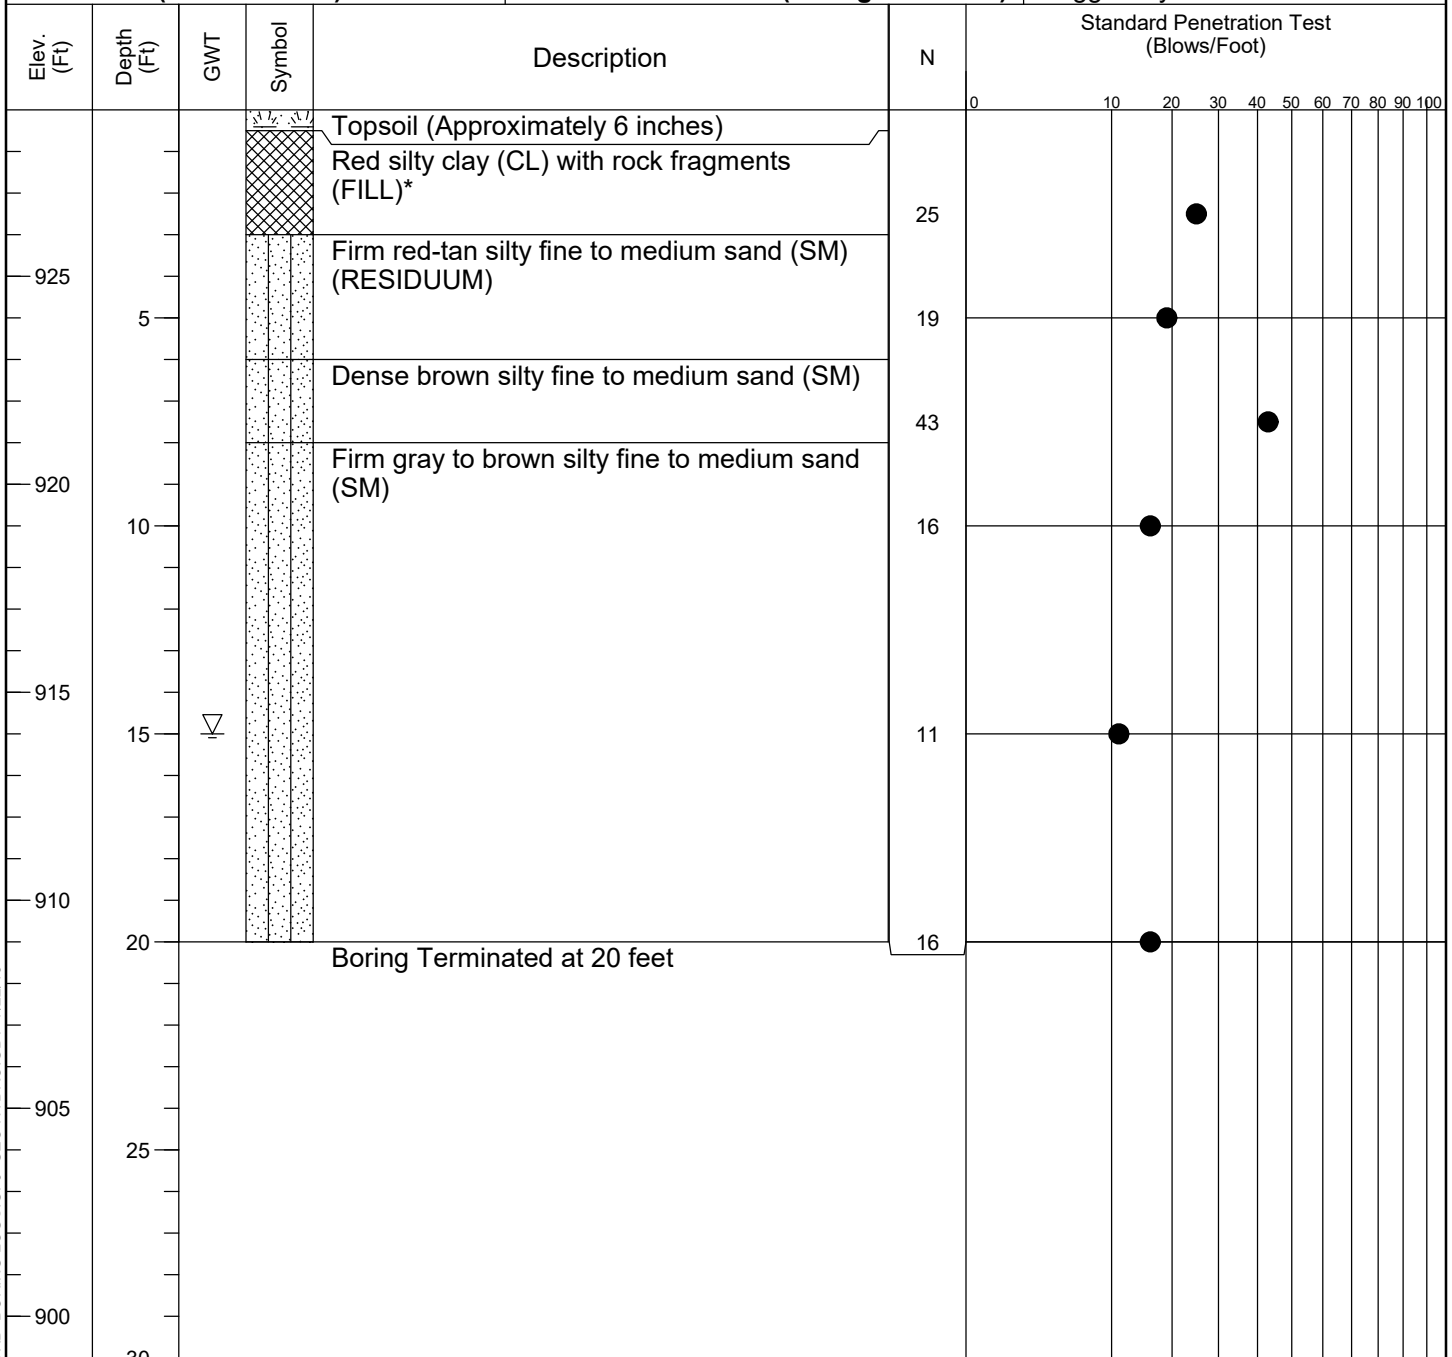 Elev. (Ft)
Depth (Ft)
GWT
Symbol
Description
N
Standard Penetration Test
(Blows/Foot)
0 10 20 30 40 50 60 70 80 90 100
Topsoil (Approximately 6 inches)
Red silty clay (CL) with rock fragments
(FILL)*
25
Firm red-tan silty fine to medium sand (SM)
925
(RESIDUUM)
5 19
Dense brown silty fine to medium sand (SM)
43
Firm gray to brown silty fine to medium sand
920
(SM)
10 16
915
15 11
910
20 16
Boring Terminated at 20 feet
905
25
900
30